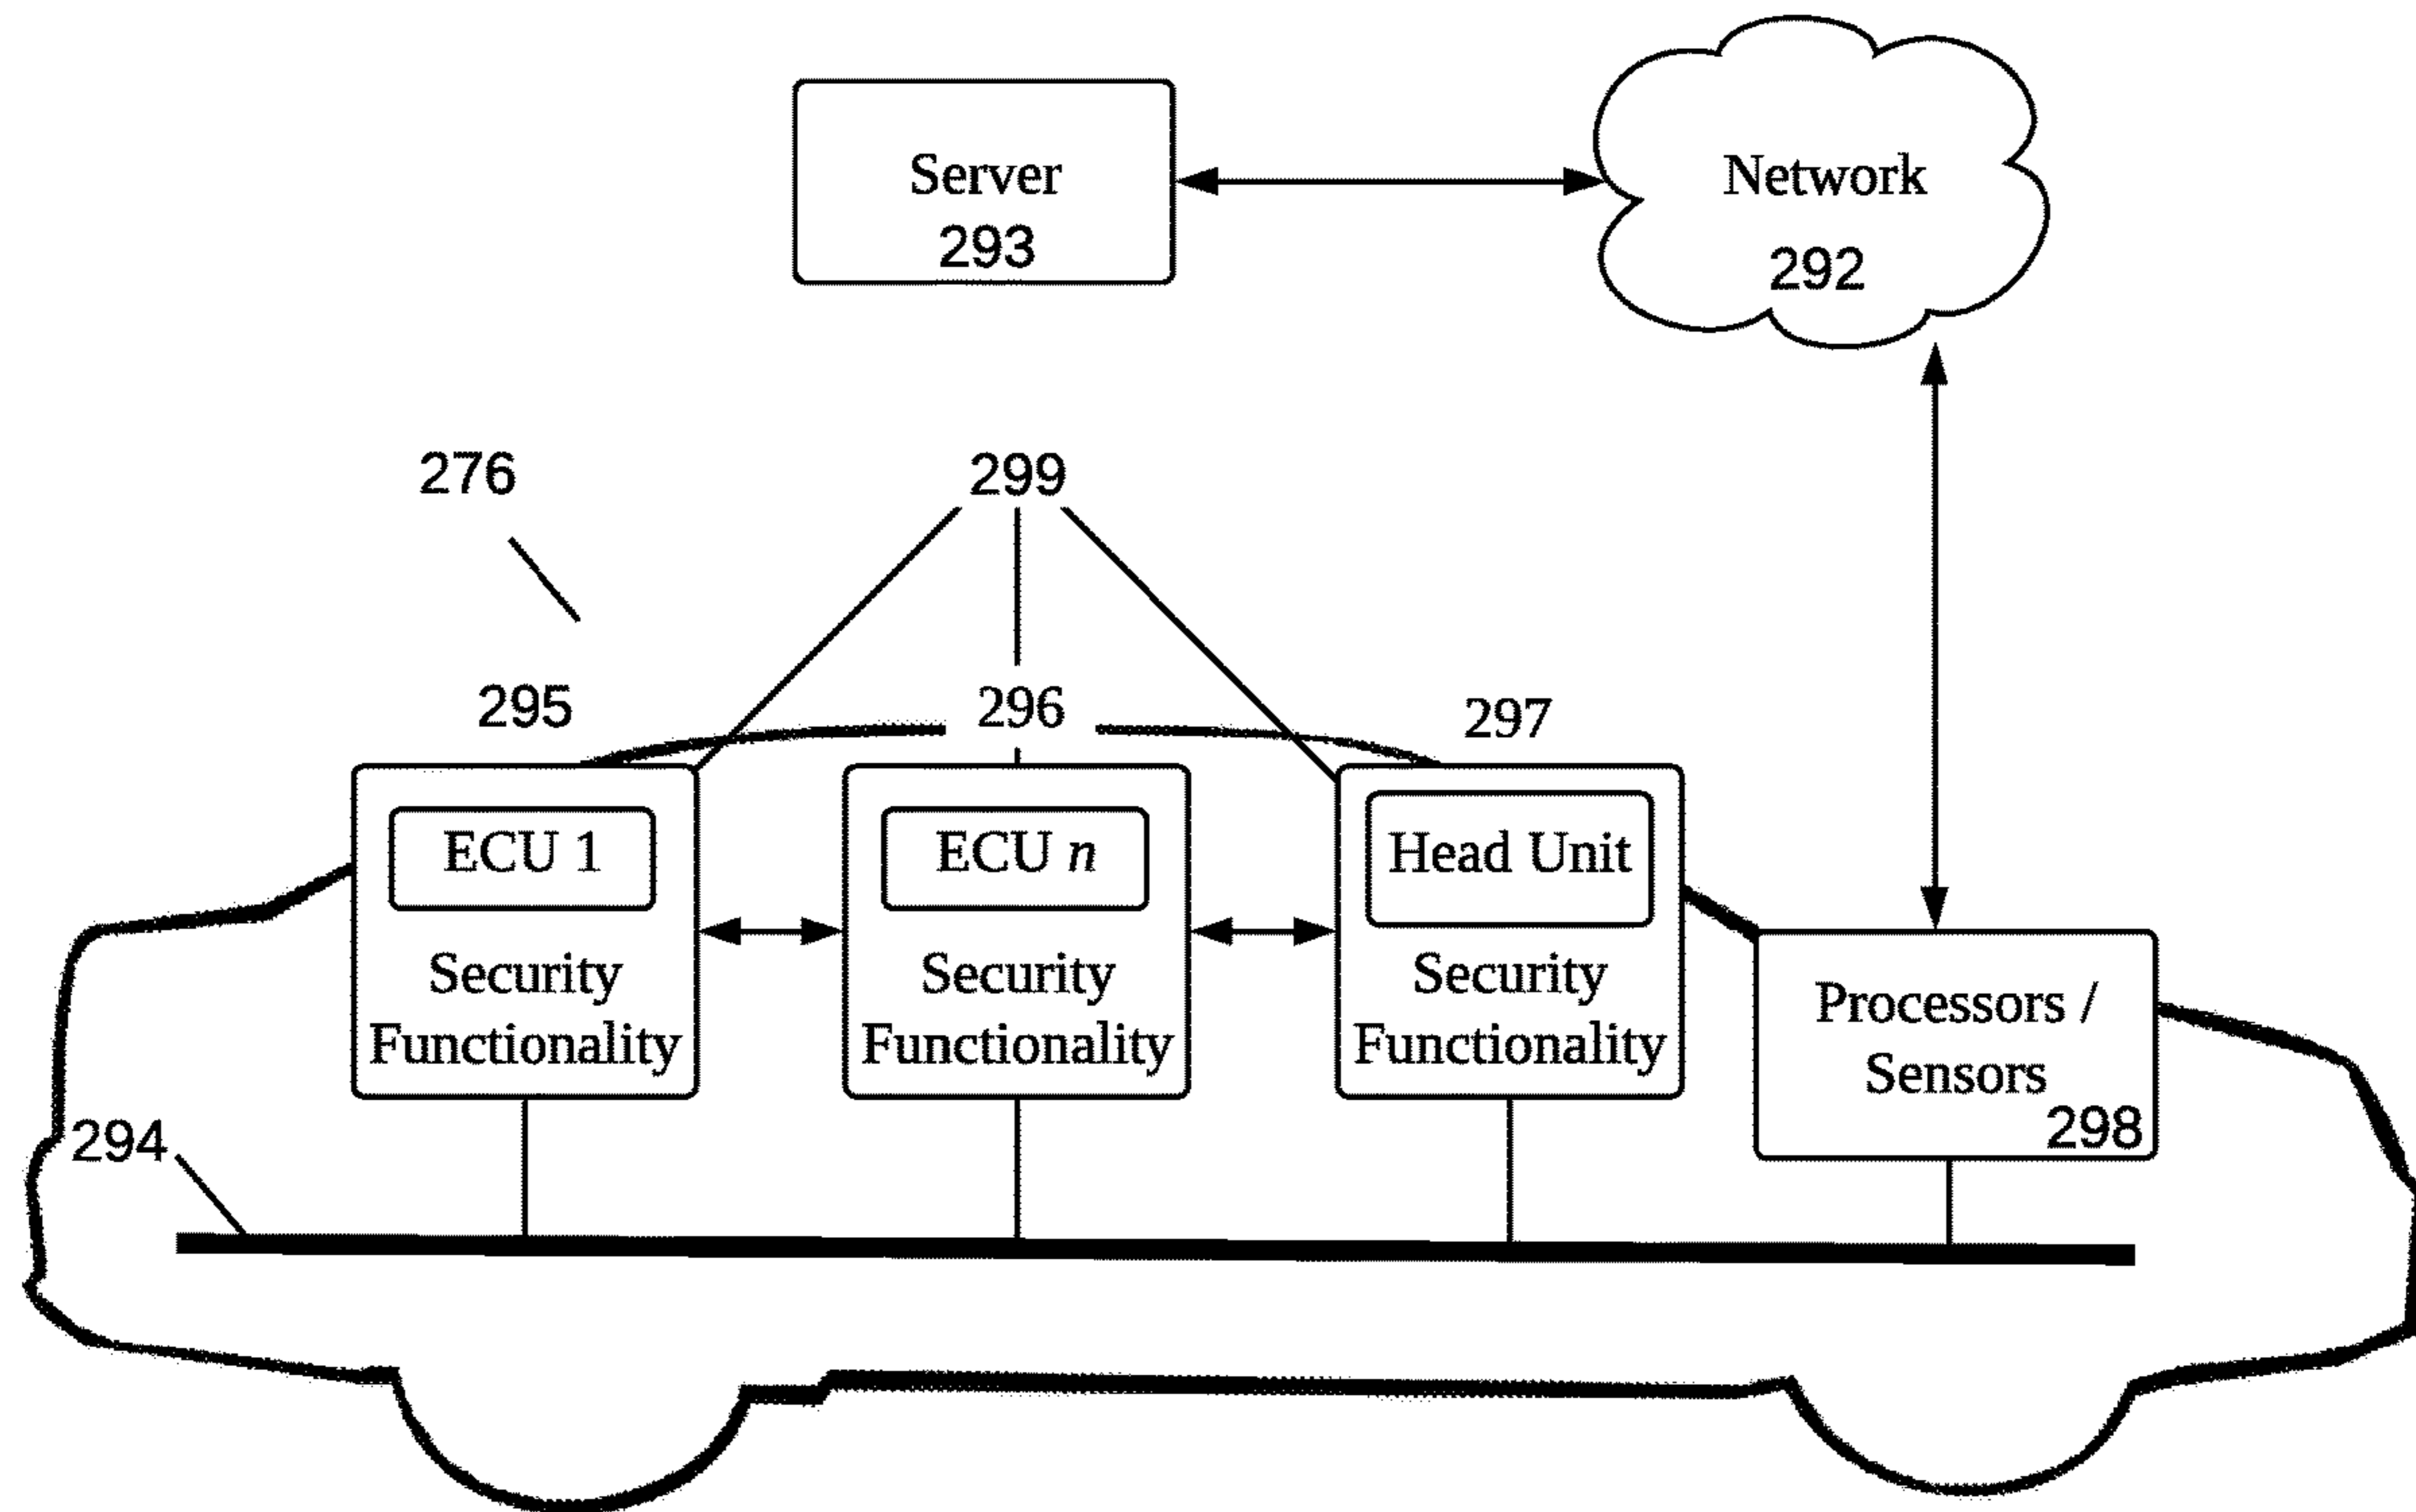 Server
293
Network
292
276
299
295
296
297
ECU 1
Security
Functionality
ECU n
Security
Functionality
Head Unit
Security
Functionality
Processors /
Sensors
298
294